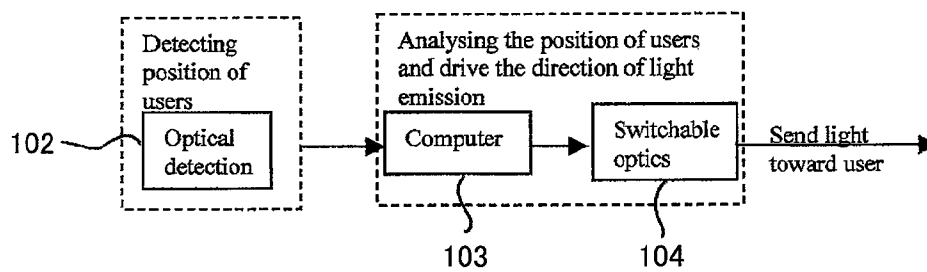 Detecting
position of
users
Optical
detection
102
Analysing the position of users
and drive the direction of light
emission
Computer
Switchable
optics
103
104
Send light
toward user